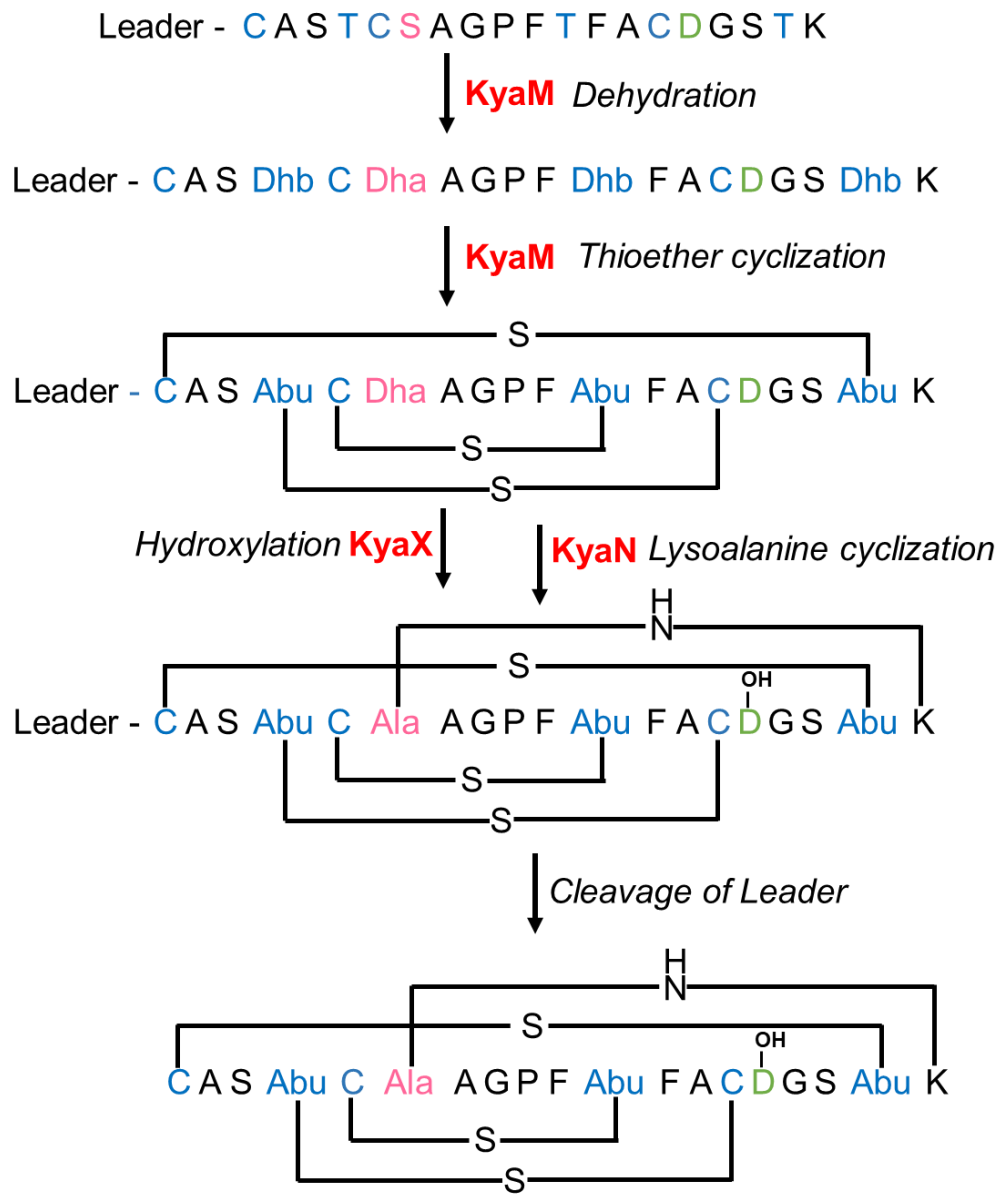 Leader - C A S T C S A G P F T F A C D G S T K
KyaM Dehydration
Leader - C A S Dhb C Dha A G P F Dhb F A C D G S Dhb K
KyaM Thioether cyclization
S
Leader - C A S Abu C Dha A G P F Abu F A C D G S Abu K
S
S
Hydroxylation KyaX KyaN Lysoalanine cyclization
H
N
S
OH
Leader - C A S Abu C Ala A G P F Abu F A C D G S Abu K
S
S
Cleavage of Leader
H
N
S
OH
C A S Abu C Ala A G P F Abu F A C D G S Abu K
S
S